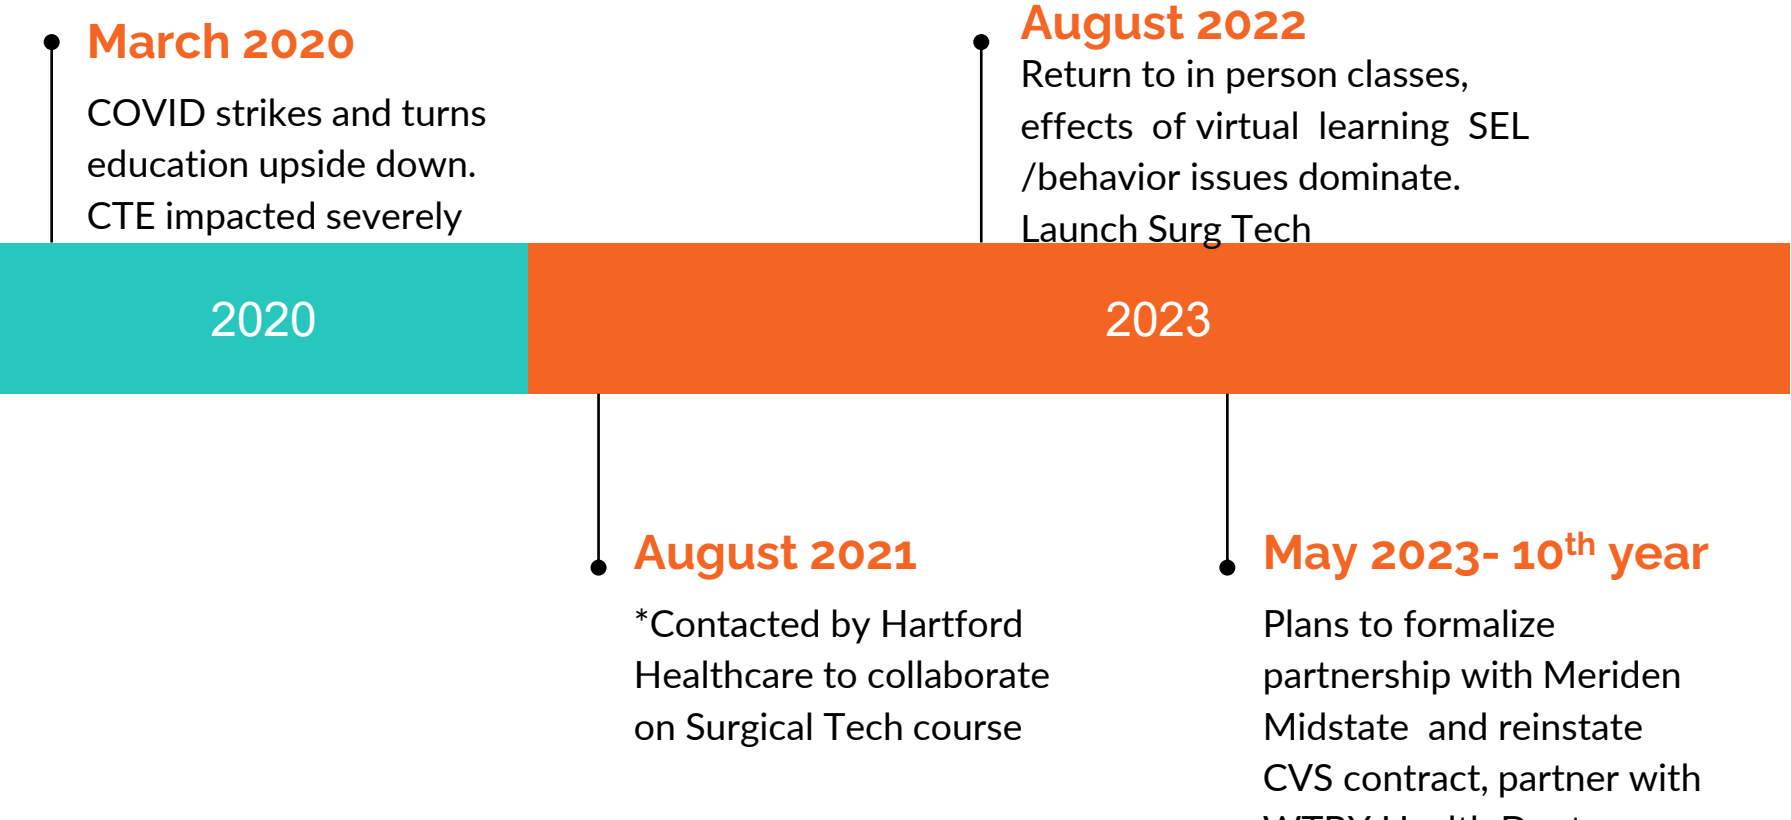 March 2020
COVID strikes and turns
education upside down.
CTE impacted severely
August 2022
Return to in person classes,
effects of virtual learning SEL
/behavior issues dominate.
Launch Surg Tech
2020
2023
August 2021
*Contacted by Hartford
Healthcare to collaborate
on Surgical Tech course
May 2023- 10th year
Plans to formalize
partnership with Meriden
Midstate and reinstate
CVS contract, partner with